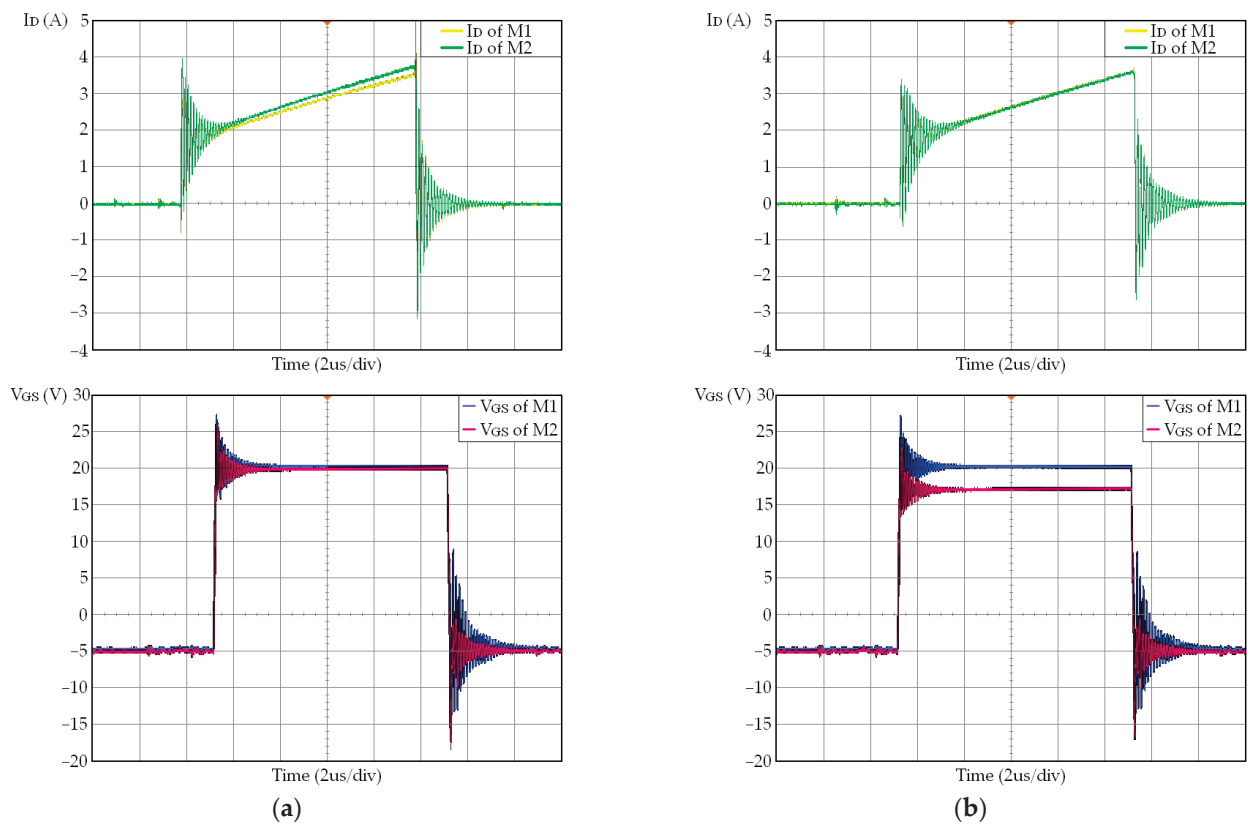 ID (A)
5
4
3
2
1
0
−1
−2
−3
−4
ID of M1
ID of M2
Time (2us/div)
ID (A)
5
4
3
2
1
0
−1
−2
−3
−4
ID of M1
ID of M2
Time (2us/div)
VGS (V)
30
25
20
15
10
5
0
−5
−10
−15
−20
VGS of M1
VGS of M2
Time (2us/div)
(a)
VGS (V)
30
25
20
15
10
5
0
−5
−10
−15
−20
VGS of M1
VGS of M2
Time (2us/div)
(b)